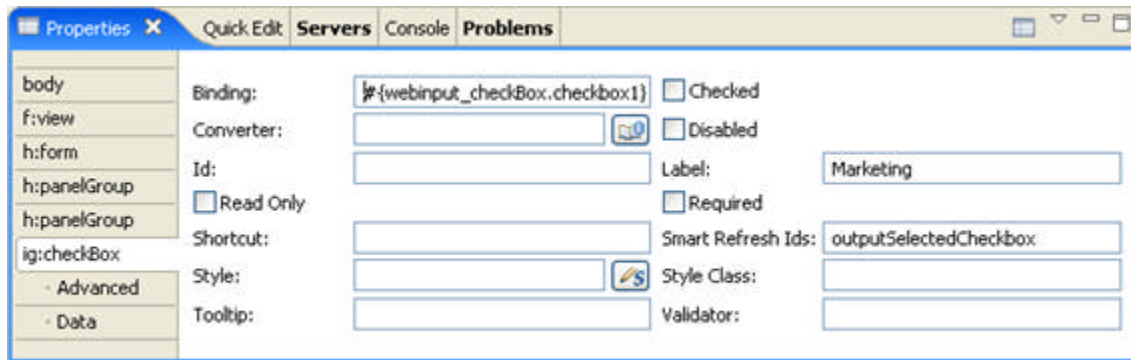 Properties Quick Edit Servers Console Problems
body
f:view
h:form
h:panelGroup
h:panelGroup
ig:checkBox
· Advanced
· Data
Binding: #{webinput_checkBox.checkbox1} Checked
Converter: Disabled
Id: Label: Marketing
Read Only Required
Shortcut: Smart Refresh Ids: outputSelectedCheckbox
Style: Style Class:
Tooltip: Validator: